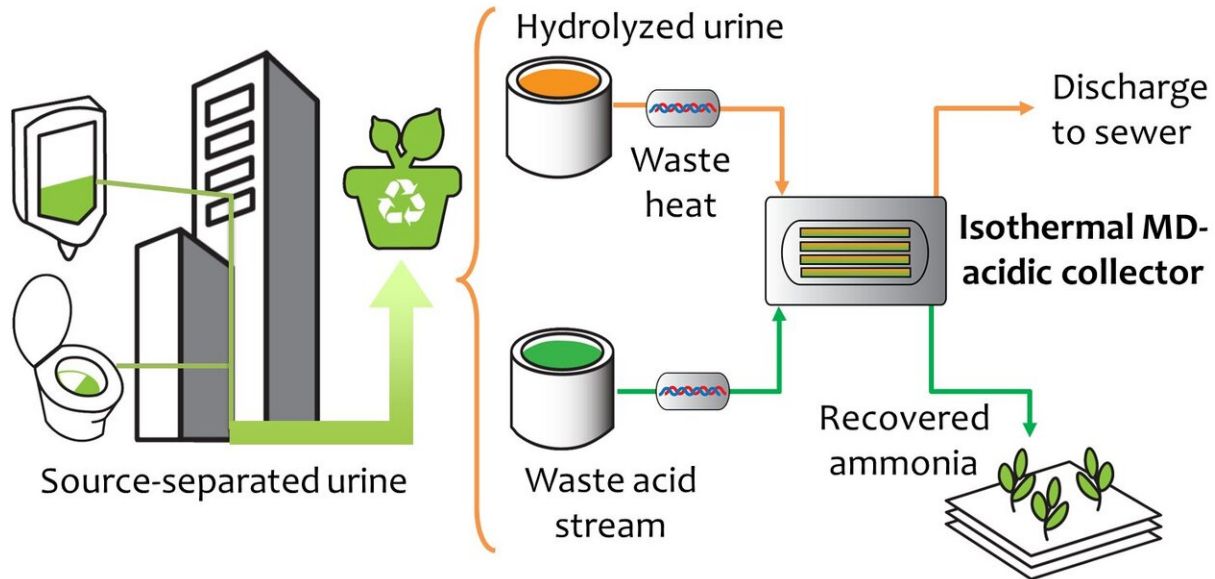 Source-separated urine
Hydrolyzed urine
Waste
heat
Discharge
to sewer
Isothermal MD-
acidic collector
Waste acid
stream
Recovered
ammonia